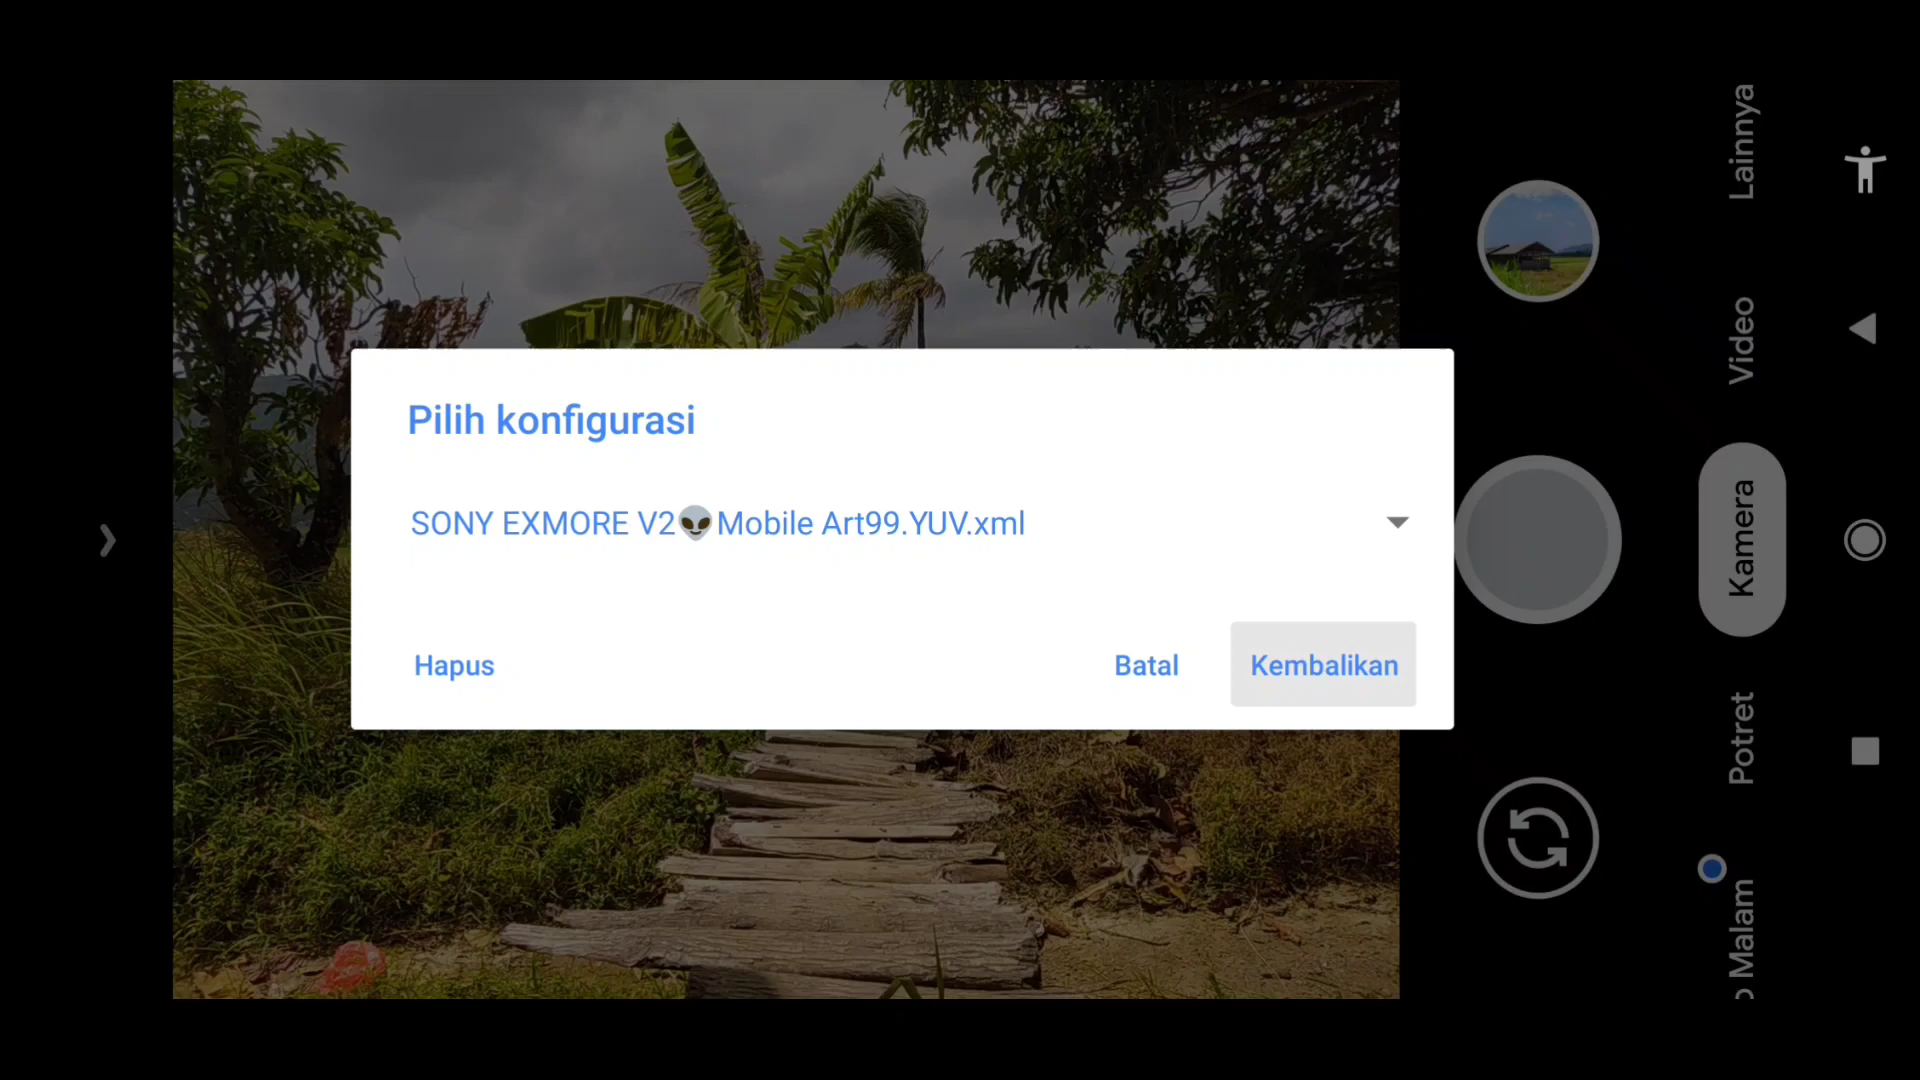 Pilih konfigurasi
SONY EXMORE V2👽Mobile Art99.YUV.xml
Hapus
Batal
Kembalikan
Lainnya
Video
Kamera
Potret
o Malam